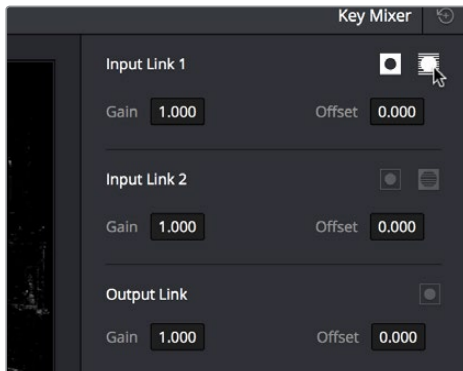 Key Mixer
Input Link 1
Gain 1.000 Offset 0.000
Input Link 2
Gain 1.000 Offset 0.000
Output Link
Gain 1.000 Offset 0.000